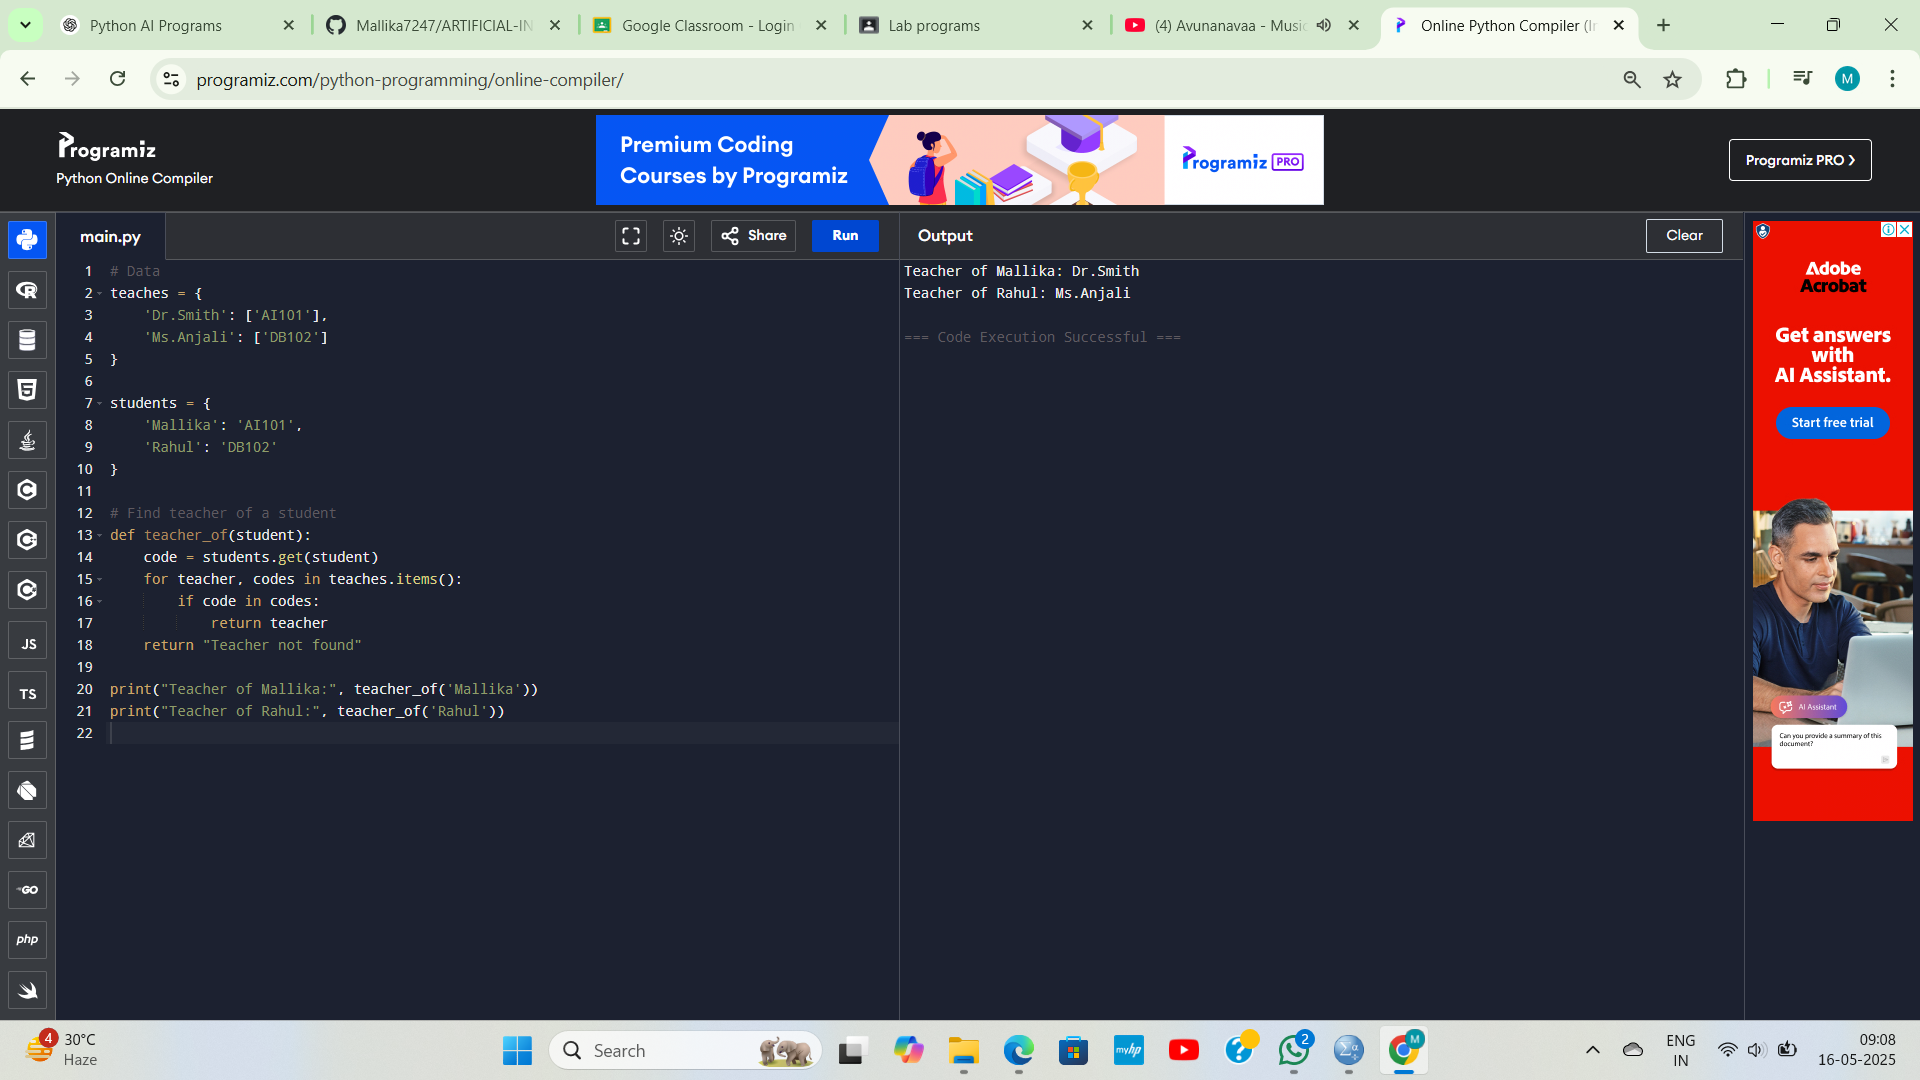 Python AI Programs
Mallika7247/ARTIFICIAL-IN
Google Classroom - Login
Lab programs
(4) Avunanavaa - Music
Online Python Compiler (In
programiz.com/python-programming/online-compiler/
M
Programiz
Python Online Compiler
Premium Coding
Courses by Programiz
Programiz PRO
Programiz PRO ❯
main.py
Share
Run
Output
Clear
1 # Data
2 teaches = {
3 'Dr.Smith': ['AI101'],
4 'Ms.Anjali': ['DB102']
5 }
6
7 students = {
8 'Mallika': 'AI101',
9 'Rahul': 'DB102'
10 }
11
12 # Find teacher of a student
13 def teacher_of(student):
14 code = students.get(student)
15 for teacher, codes in teaches.items():
16 if code in codes:
17 return teacher
18 return "Teacher not found"
19
20 print("Teacher of Mallika:", teacher_of('Mallika'))
21 print("Teacher of Rahul:", teacher_of('Rahul'))
22
Teacher of Mallika: Dr.Smith
Teacher of Rahul: Ms.Anjali
=== Code Execution Successful ===
R
5
C
C
C
JS
TS
GO
php
Adobe
Acrobat
Get answers
with
AI Assistant.
Start free trial
AI Assistant
Can you provide a summary of this
document?
4
30°C
Haze
Search
myhp
2
M
ENG
IN
09:08
16-05-2025